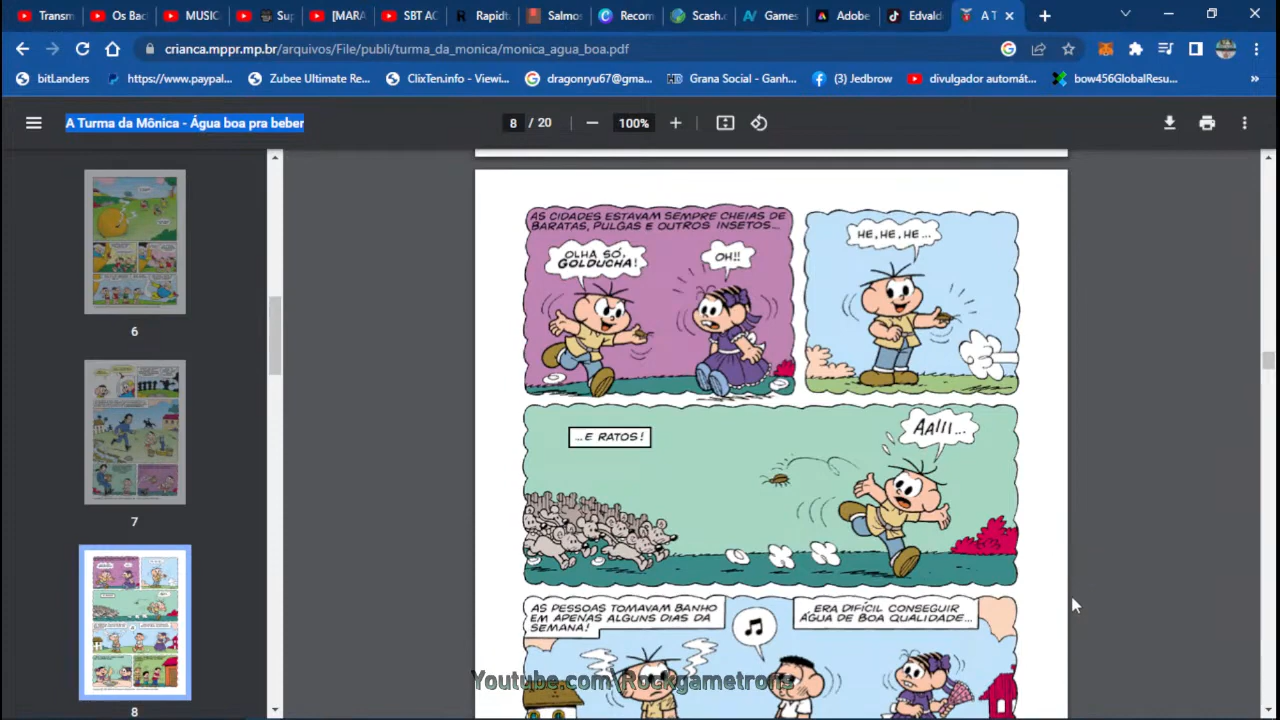 Transm
Os Bac
MUSIC
Sup
[MARA
SBT AC
Rapidt
Salmos
Recom
Scash.c
Games
Adobe
Edvald
A T
crianca.mppr.mp.br/arquivos/File/publi/turma_da_monica/monica_agua_boa.pdf
bitLanders
https://www.paypal...
Zubee Ultimate Re...
ClixTen.info - Viewi...
dragonryu67@gma...
Grana Social - Ganh...
(3) Jedbrow
divulgador automát...
bow456GlobalResu...
»
A Turma da Mônica - Água boa pra beber
8 / 20
100%
6
7
8
AS CIDADES ESTAVAM SEMPRE CHEIAS DE
BARATAS, PULGAS E OUTROS INSETOS...
OLHA SÓ,
GOLDUCHA!
OH!!
HE, HE, HE...
...E RATOS!
AAIII...
AS PESSOAS TOMAVAM BANHO
EM APENAS ALGUNS DIAS DA
SEMANA!
ERA DIFÍCIL CONSEGUIR
ÁGUA DE BOA QUALIDADE...
Youtube.com\Rockgametrons